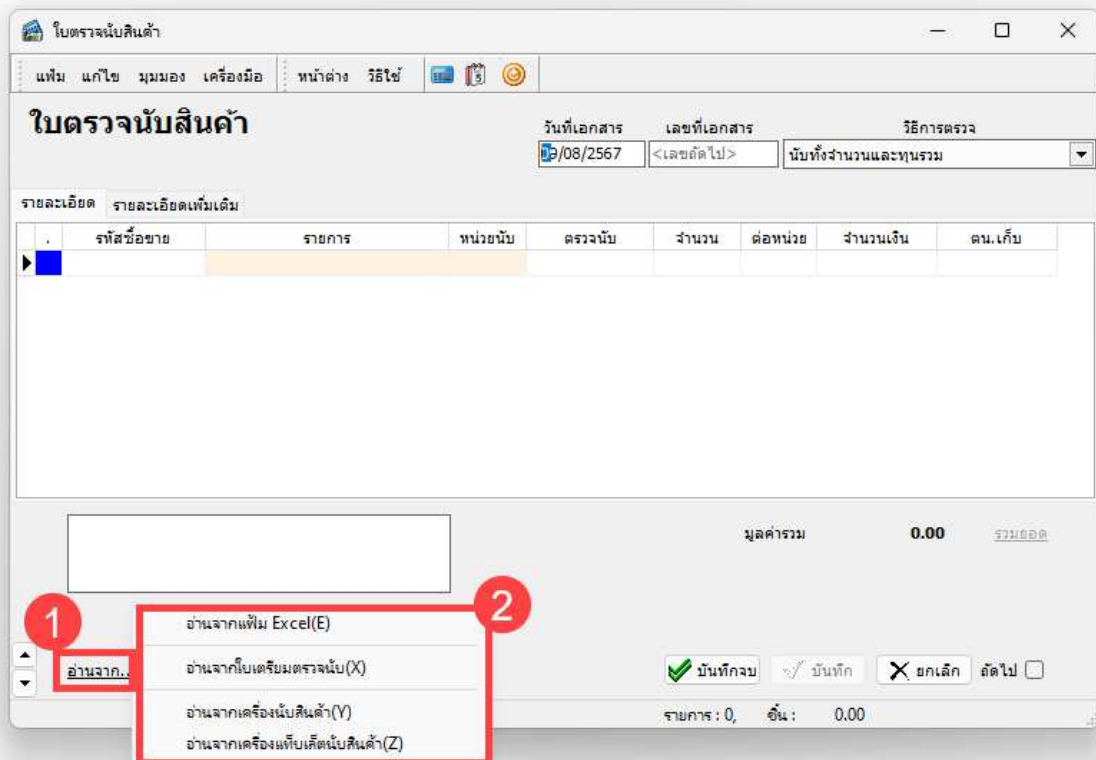 ใบตรวจนับสินค้า
แฟ้ม แก้ไข มุมมอง เครื่องมือ หน้าต่าง วิธีใช้
ใบตรวจนับสินค้า
วันที่เอกสาร เลขที่เอกสาร วิธีการตรวจ
09/08/2567 <เลขถัดไป> นับทั้งจำนวนและทุนรวม
รายละเอียด รายละเอียดเพิ่มเติม
. รหัสซื้อขาย รายการ หน่วยนับ ตรวจนับ จำนวน ต่อหน่วย จำนวนเงิน ตน.เก็บ
มูลค่ารวม 0.00 รวมยอด
1 2
อ่านจากแฟ้ม Excel(E)
อ่านจาก.. อ่านจากใบเตรียมตรวจนับ(X)
บันทึกจบ บันทึก ยกเลิก ถัดไป
อ่านจากเครื่องนับสินค้า(Y)
รายการ : 0, ชิ้น : 0.00
อ่านจากเครื่องแท็บเล็ตนับสินค้า(Z)